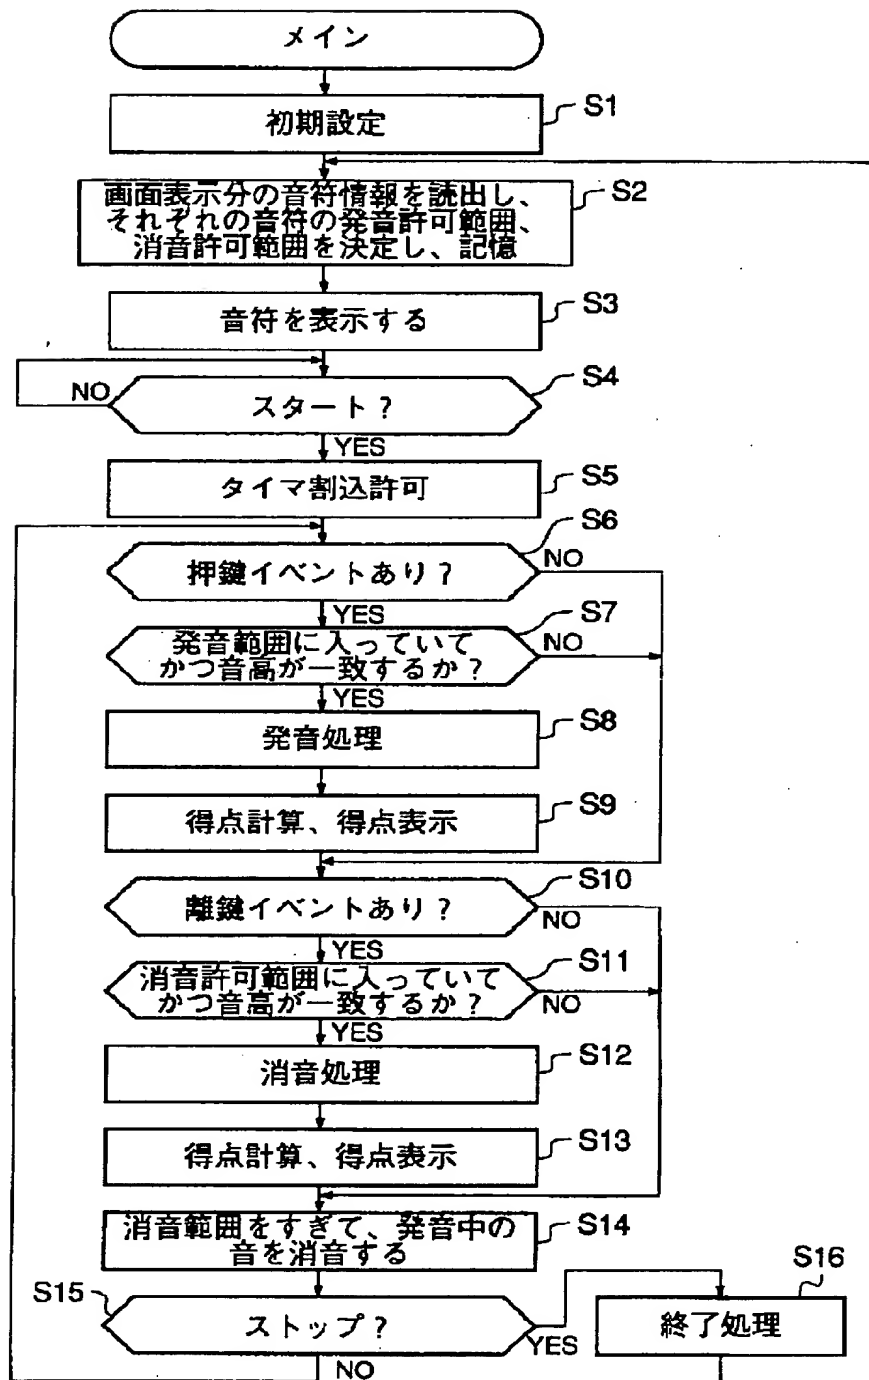 メイン
初期設定
S1
画面表示分の音符情報を読出し、
それぞれの音符の発音許可範囲、
消音許可範囲を決定し、記憶
S2
音符を表示する
S3
スタート?
S4
NO
YES
タイマ割込許可
S5
押鍵イベントあり?
S6
NO
YES
発音範囲に入っていて
かつ音高が一致するか?
S7
NO
YES
発音処理
S8
得点計算、得点表示
S9
離鍵イベントあり?
S10
NO
YES
消音許可範囲に入っていて
かつ音高が一致するか?
S11
NO
YES
消音処理
S12
得点計算、得点表示
S13
消音範囲をすぎて、発音中の
音を消音する
S14
S15
ストップ?
YES
NO
S16
終了処理